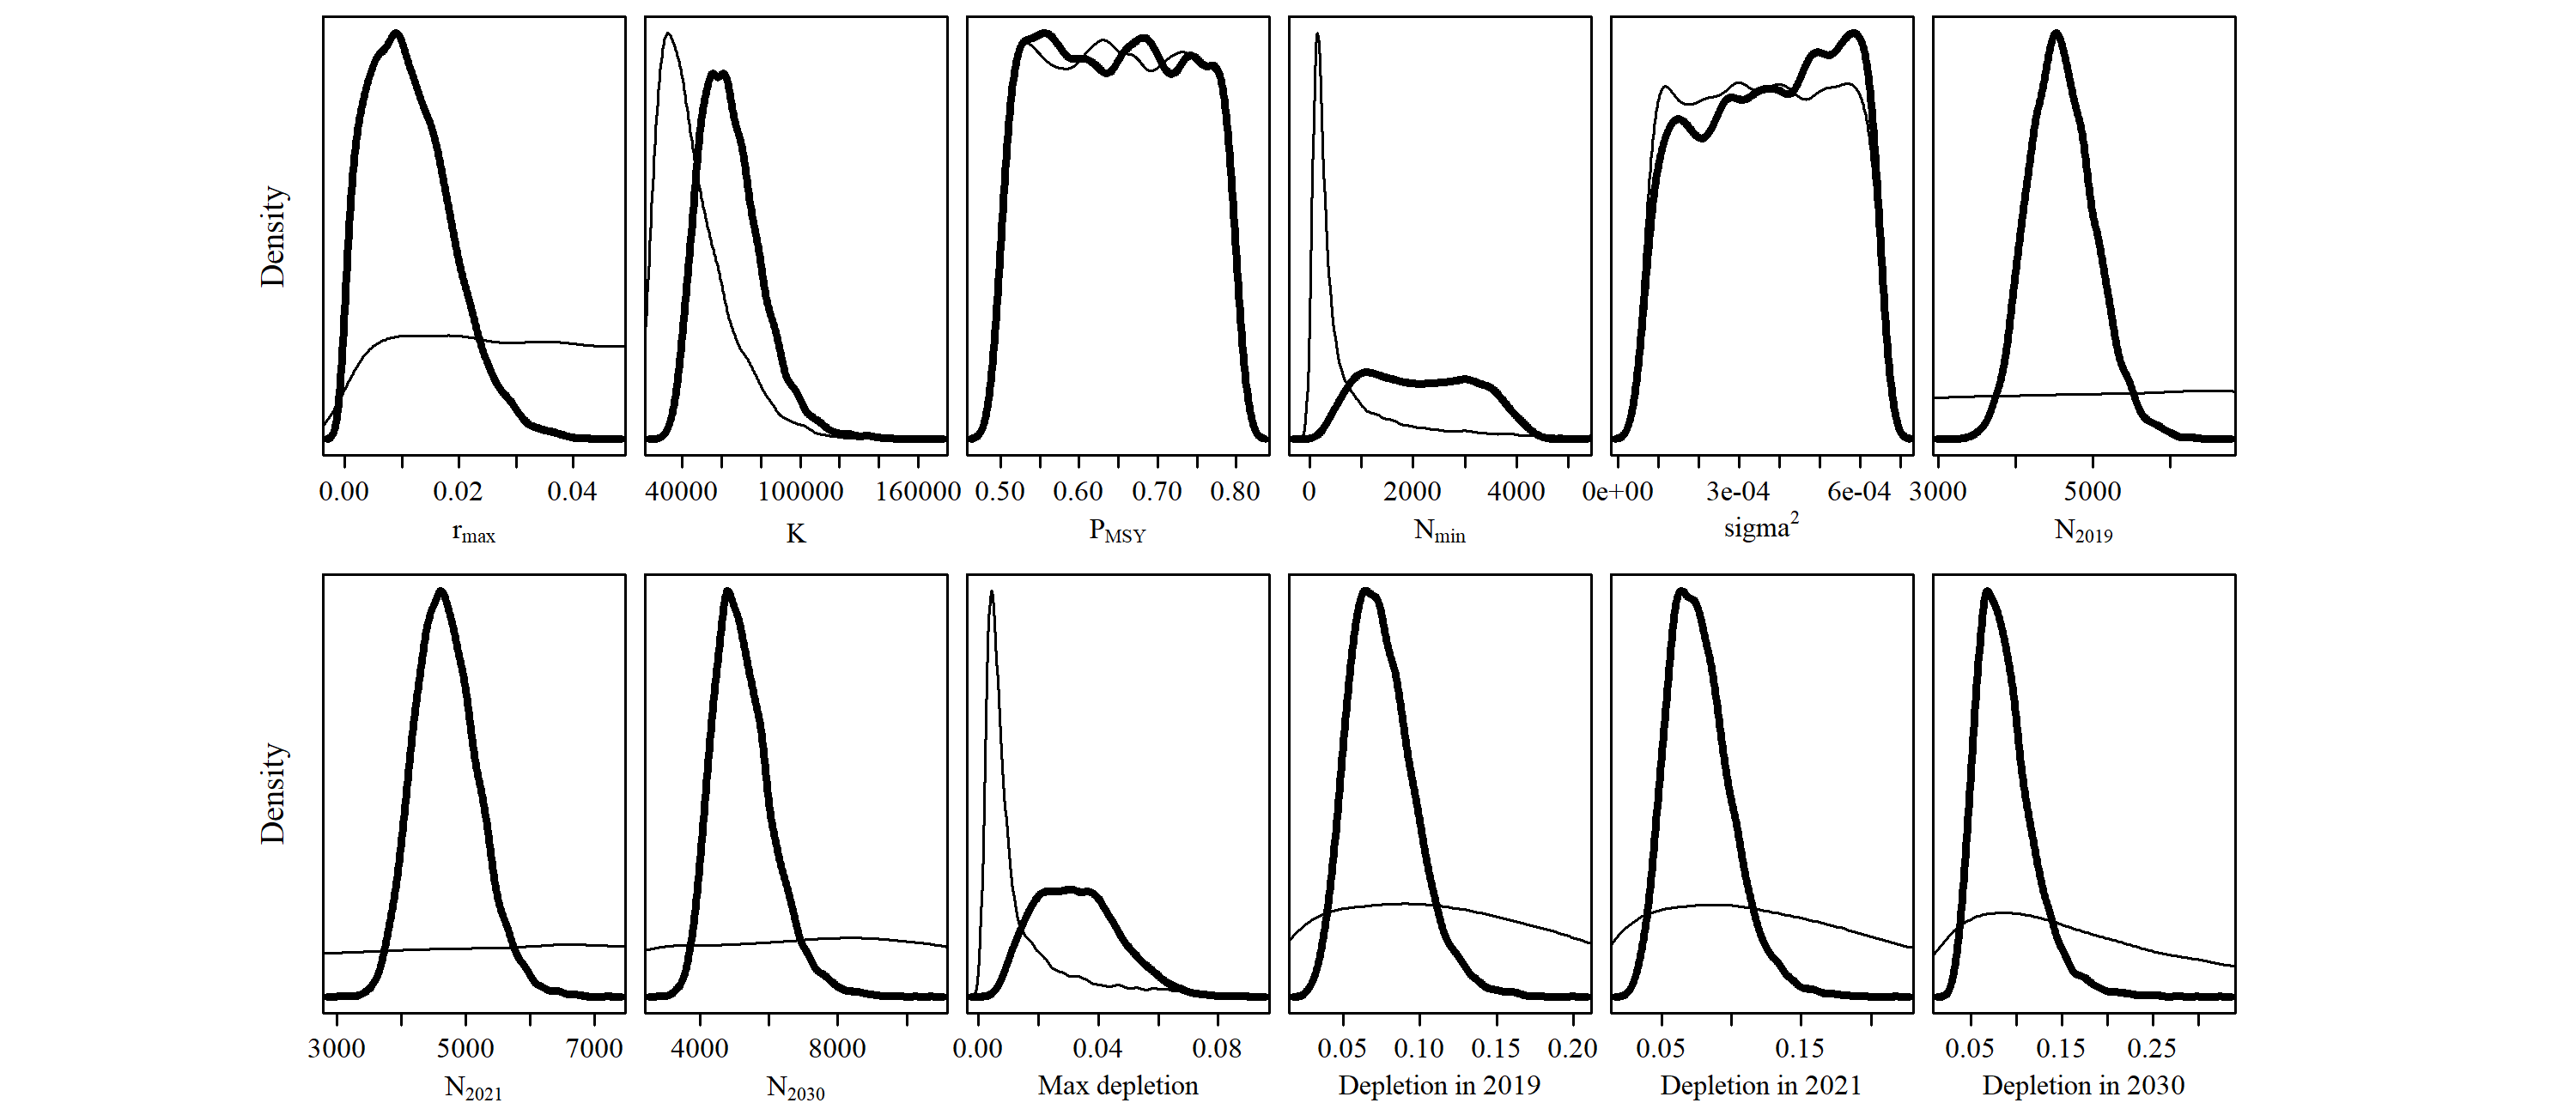 Density
0.00 0.02 0.04 40000 100000 160000 0.50 0.60 0.70 0.80 0 2000 4000 0e+00 3e-04 6e-04 3000 5000
rmax K PMSY Nmin sigma2 N2019
Density
3000 5000 7000 4000 8000 0.00 0.04 0.08 0.05 0.10 0.15 0.20 0.05 0.15 0.05 0.15 0.25
N2021 N2030 Max depletion Depletion in 2019 Depletion in 2021 Depletion in 2030